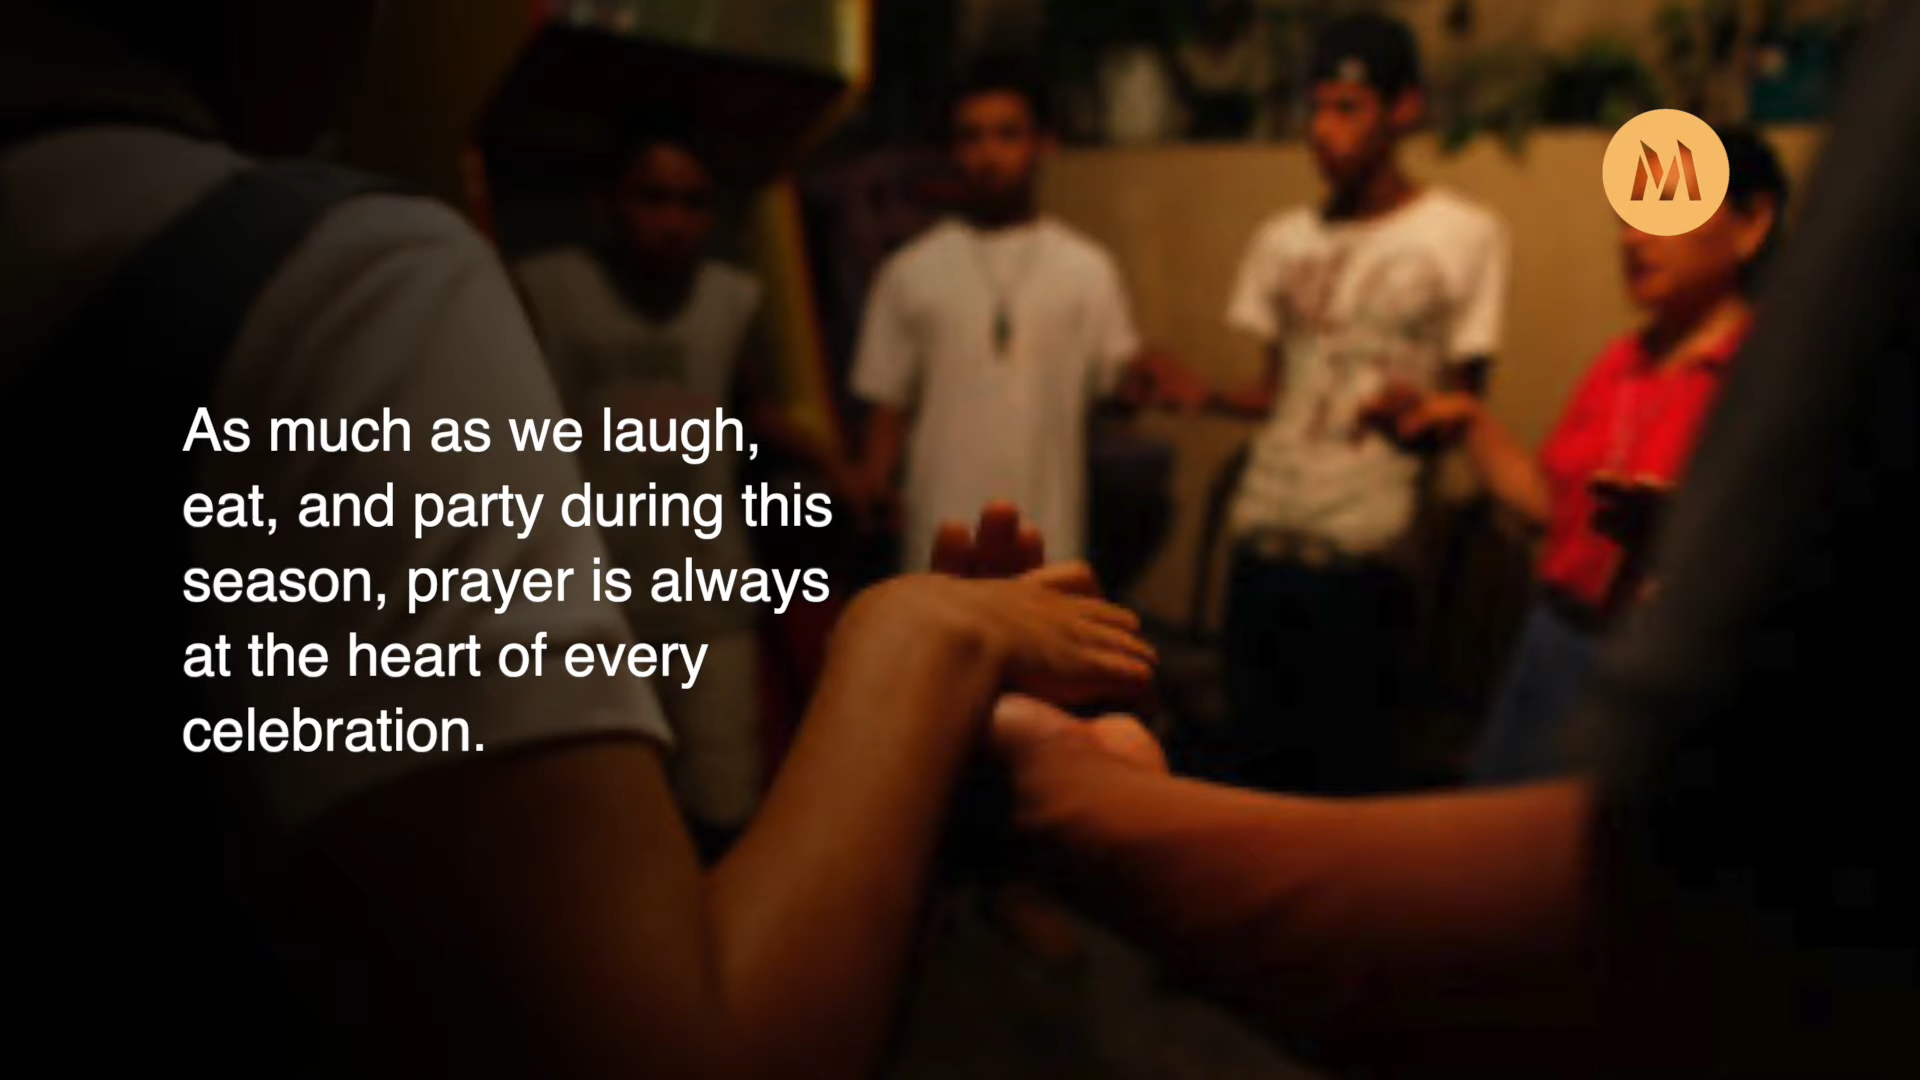 M
As much as we laugh,
eat, and party during this
season, prayer is always
at the heart of every
celebration.